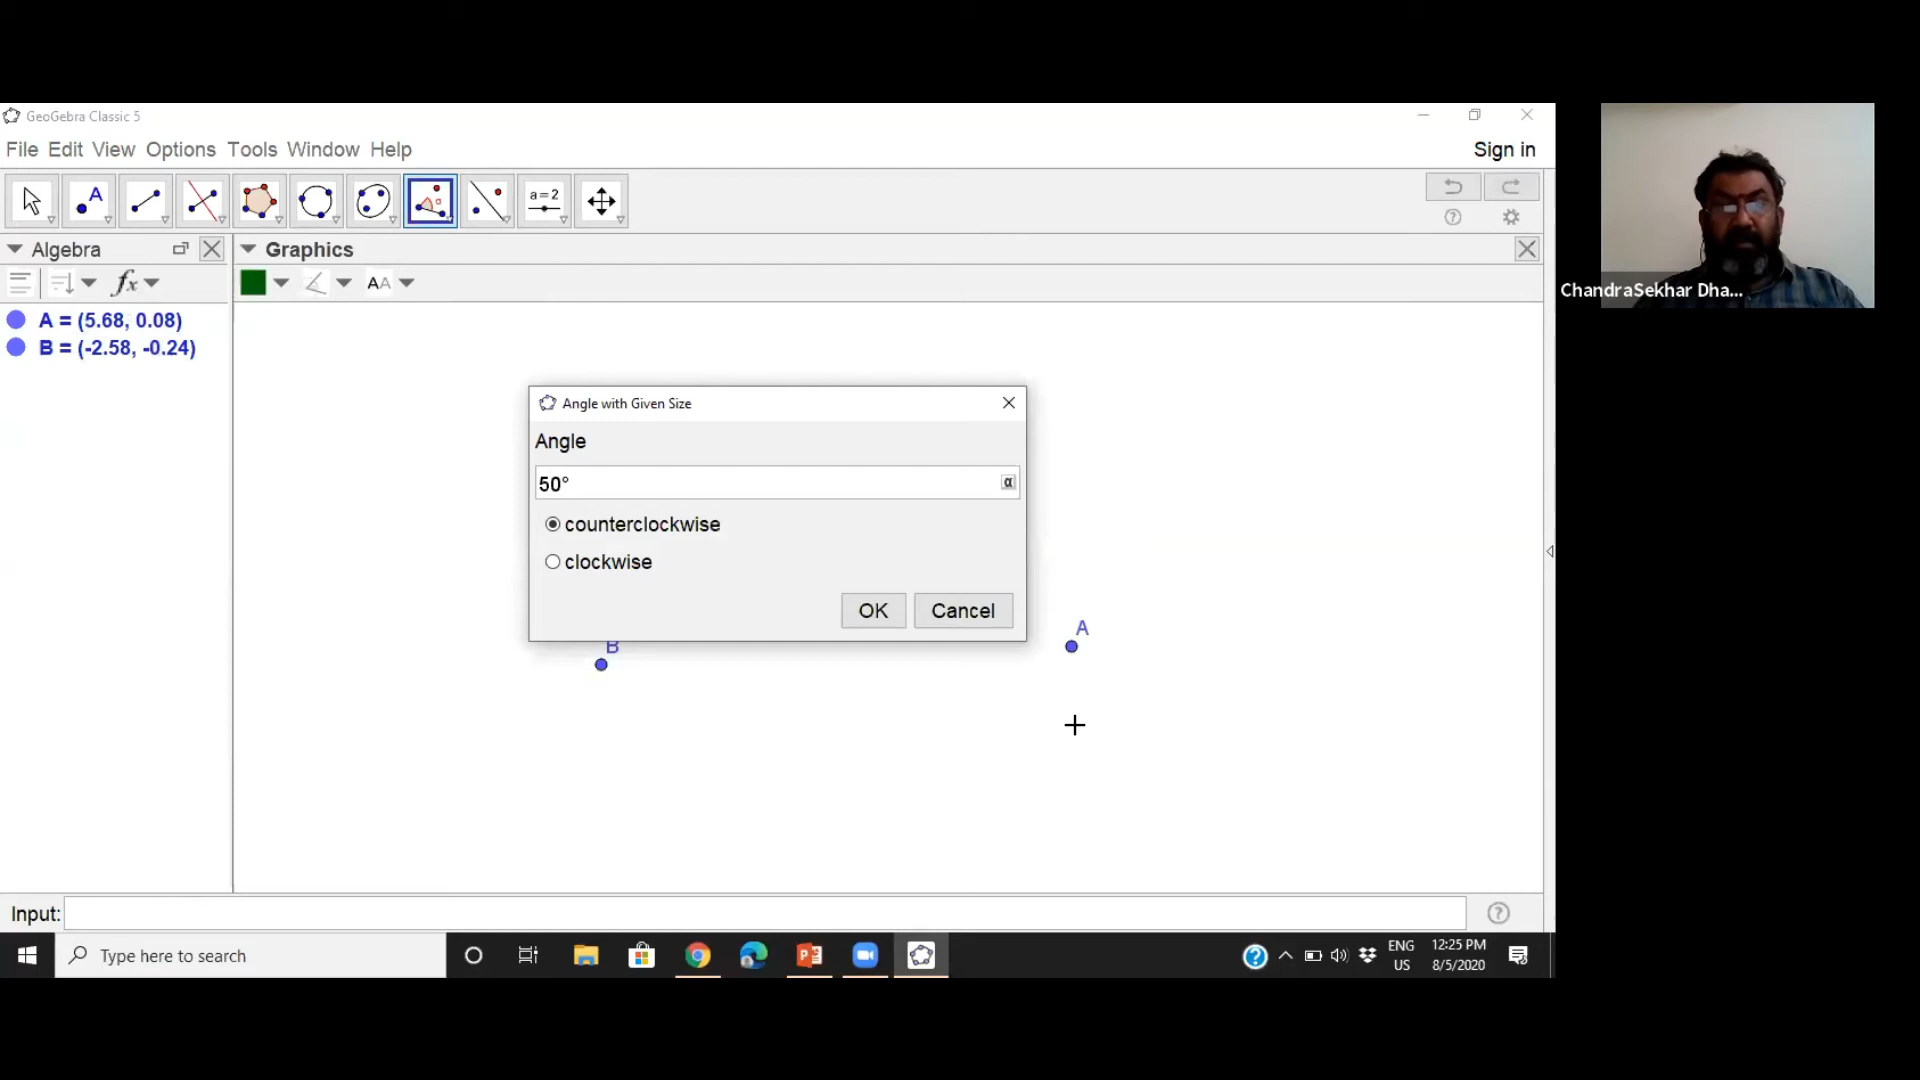 GeoGebra Classic 5
File Edit View Options Tools Window Help
Sign in
A
a=2
Algebra
Graphics
fx
AA
A = (5.68, 0.08)
B = (-2.58, -0.24)
Angle with Given Size
Angle
50°
α
counterclockwise
clockwise
OK
Cancel
B
A
Input:
Type here to search
ENG
US
12:25 PM
8/5/2020
ChandraSekhar Dha...